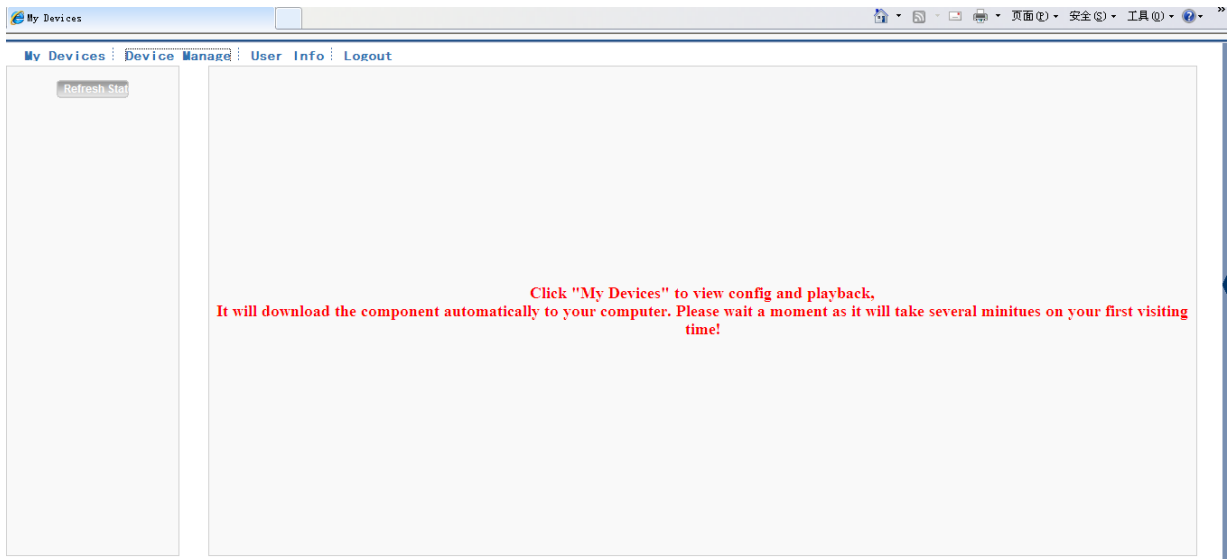 My Devices
页面(P) 安全(S) 工具(O) »
My Devices Device Manage User Info Logout
Refresh Stat
Click "My Devices" to view config and playback,
It will download the component automatically to your computer. Please wait a moment as it will take several minitues on your first visiting
time!